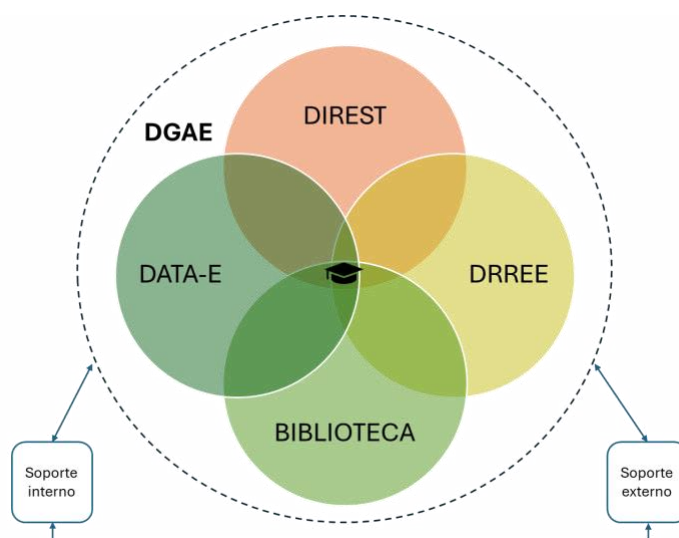 DIREST
DGAE
DATA-E
DRREE
BIBLIOTECA
Soporte
interno
Soporte
externo